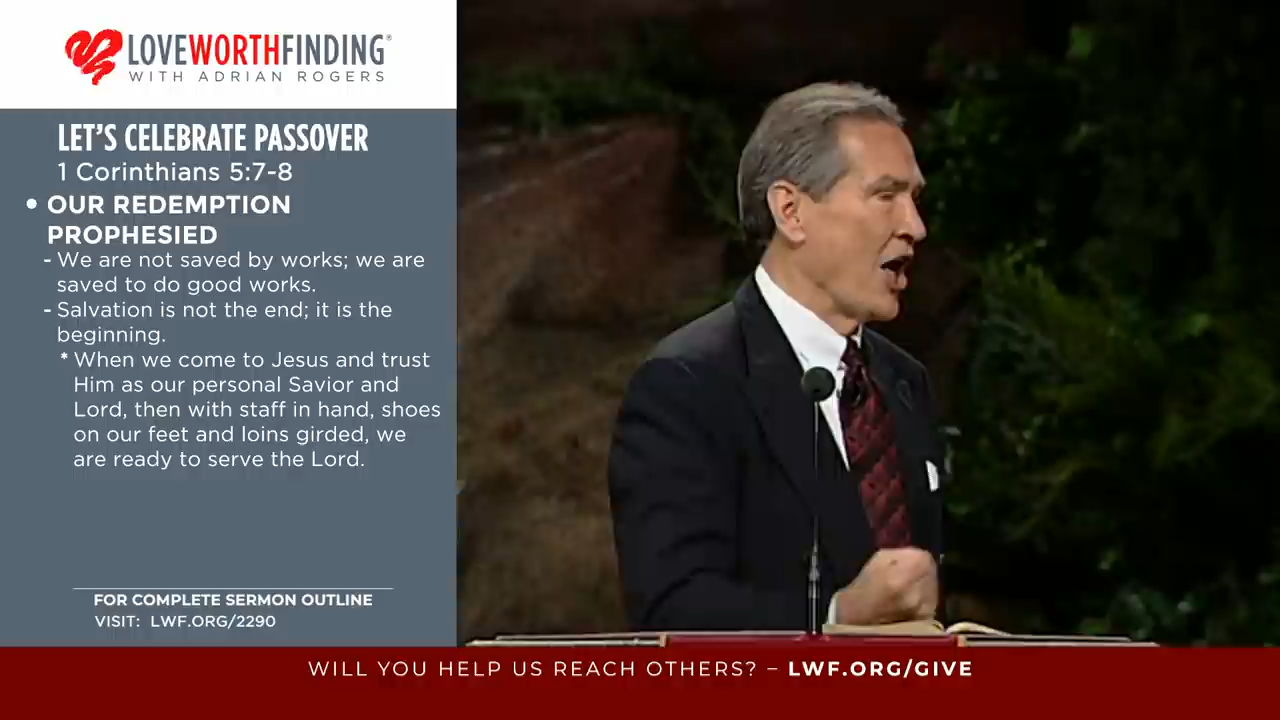 LOVEWORTHFINDING®
WITH ADRIAN ROGERS
LET'S CELEBRATE PASSOVER
1 Corinthians 5:7-8
• OUR REDEMPTION
PROPHESIED
- We are not saved by works; we are
saved to do good works.
- Salvation is not the end; it is the
beginning.
* When we come to Jesus and trust
Him as our personal Savior and
Lord, then with staff in hand, shoes
on our feet and loins girded, we
are ready to serve the Lord.
FOR COMPLETE SERMON OUTLINE
VISIT: LWF.ORG/2290
WILL YOU HELP US REACH OTHERS? – LWF.ORG/GIVE